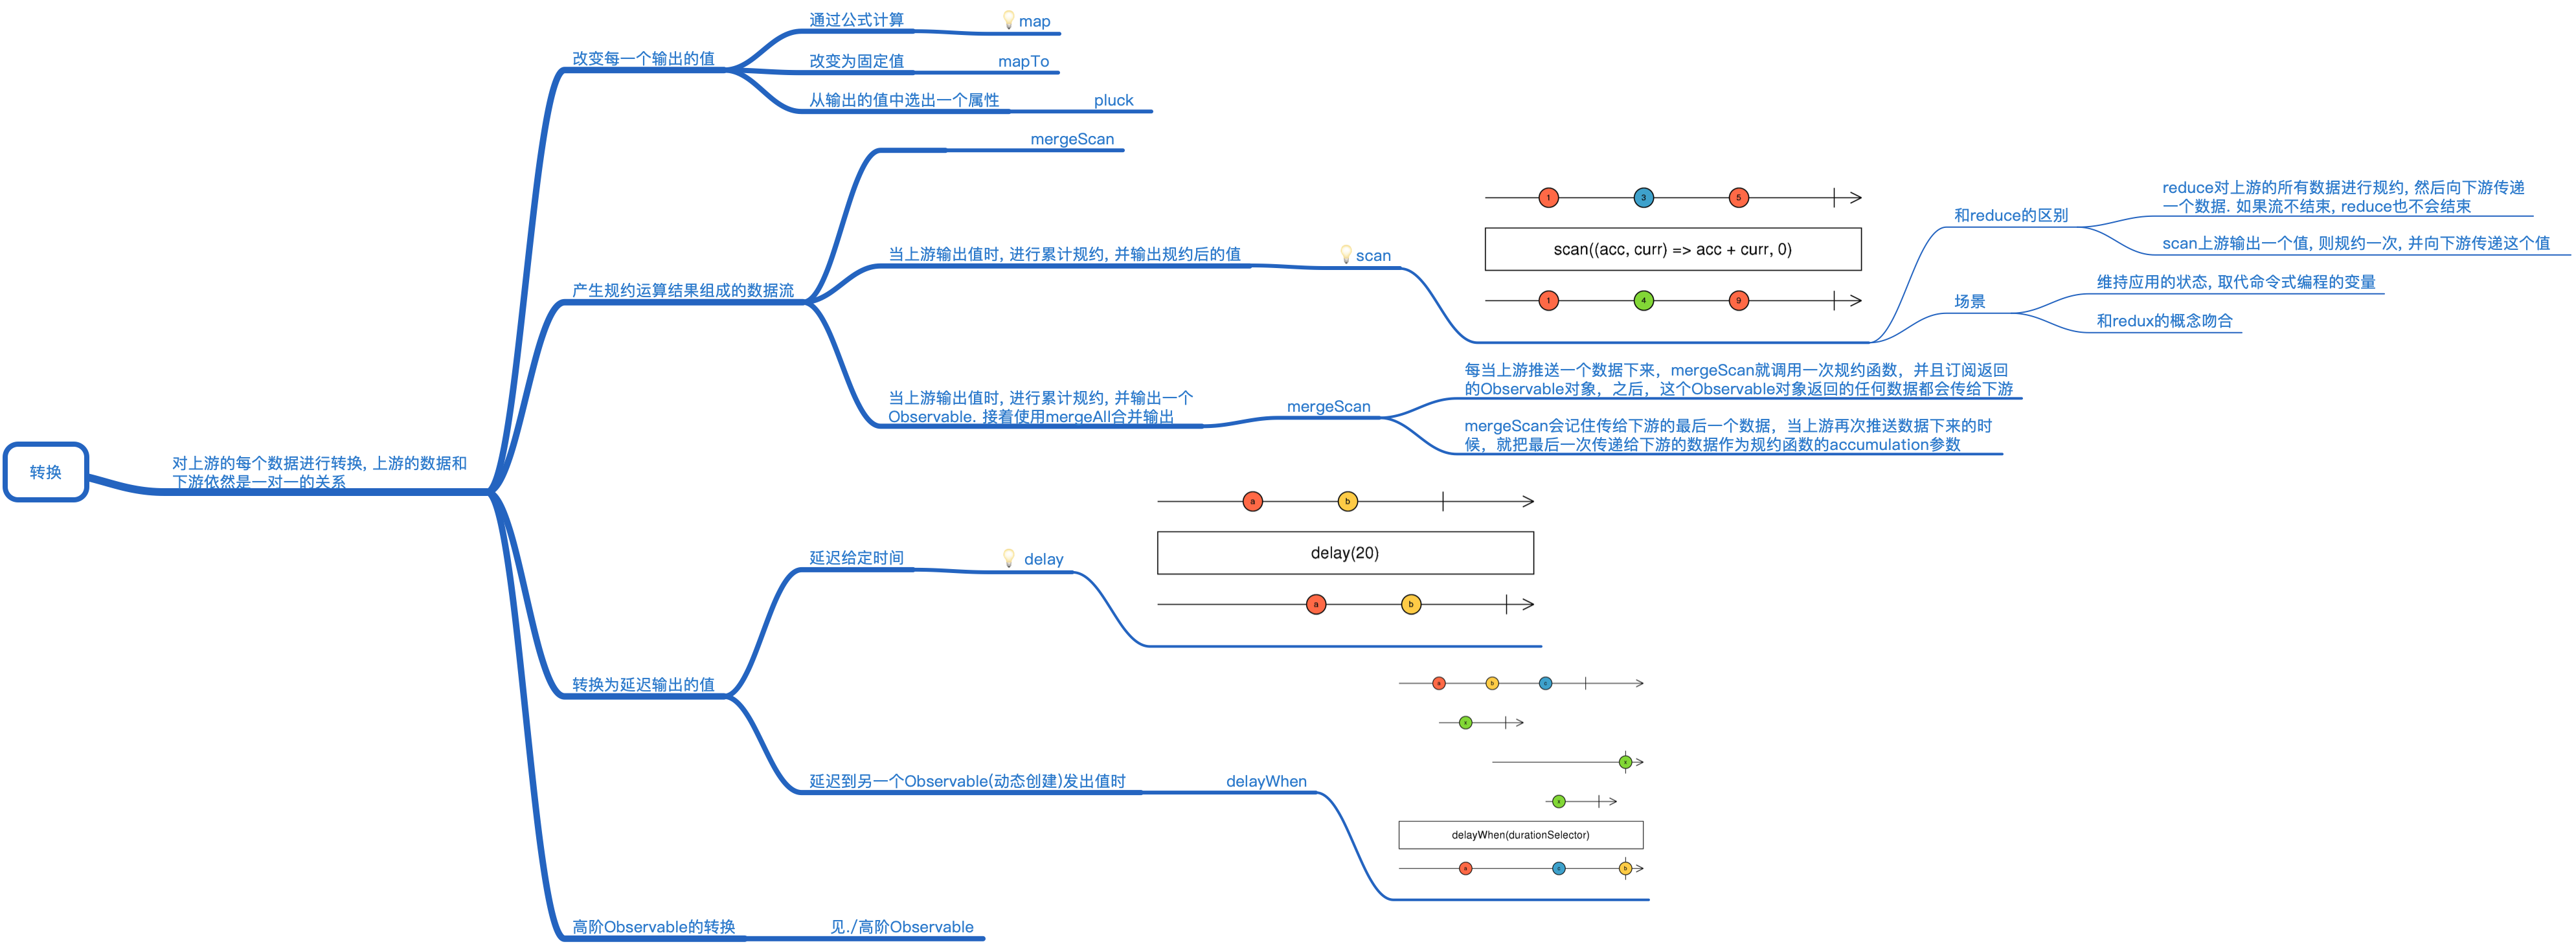 转换
对上游的每个数据进行转换, 上游的数据和
下游依然是一对一的关系
改变每一个输出的值
通过公式计算
map
改变为固定值
mapTo
从输出的值中选出一个属性
pluck
产生规约运算结果组成的数据流
mergeScan
当上游输出值时, 进行累计规约, 并输出规约后的值
scan
1
3
5
scan((acc, curr) => acc + curr, 0)
1
4
9
和reduce的区别
reduce对上游的所有数据进行规约, 然后向下游传递
一个数据. 如果流不结束, reduce也不会结束
scan上游输出一个值, 则规约一次, 并向下游传递这个值
场景
维持应用的状态, 取代命令式编程的变量
和redux的概念吻合
当上游输出值时, 进行累计规约, 并输出一个
Observable. 接着使用mergeAll合并输出
mergeScan
每当上游推送一个数据下来，mergeScan就调用一次规约函数，并且订阅返回
的Observable对象，之后，这个Observable对象返回的任何数据都会传给下游
mergeScan会记住传给下游的最后一个数据，当上游再次推送数据下来的时
候，就把最后一次传递给下游的数据作为规约函数的accumulation参数
转换为延迟输出的值
延迟给定时间
delay
a
b
delay(20)
a
b
延迟到另一个Observable(动态创建)发出值时
delayWhen
a
b
c
x
x
x
delayWhen(durationSelector)
a
c
b
高阶Observable的转换
见./高阶Observable